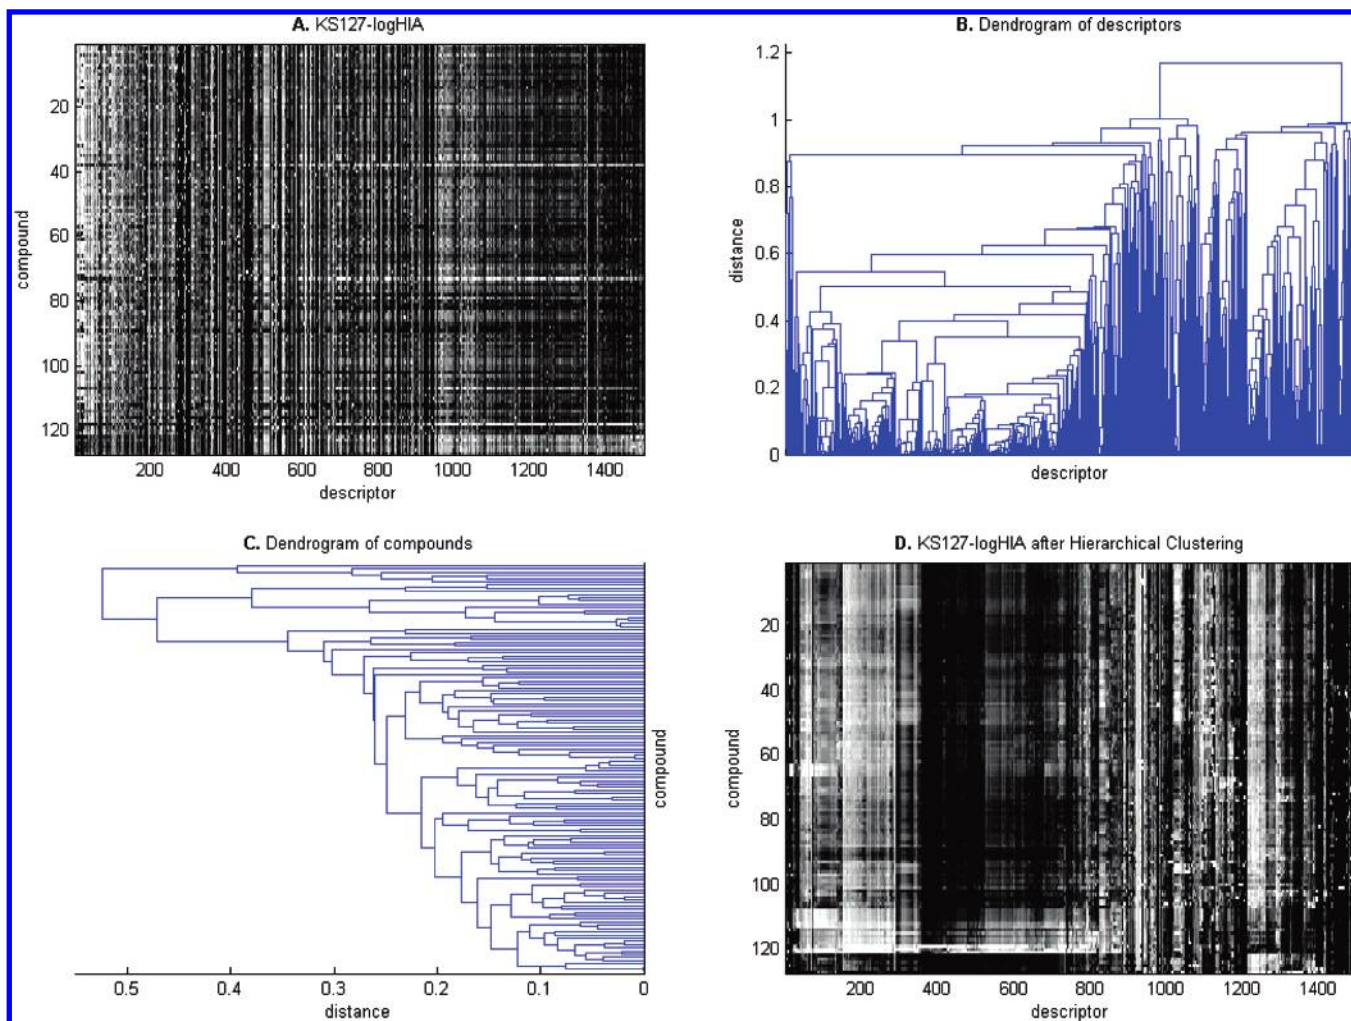 A. KS127-logHIA
20
40
60
80
100
120
compound
200 400 600 800 1000 1200 1400
descriptor
B. Dendrogram of descriptors
1.2
1
0.8
0.6
0.4
0.2
0
distance
descriptor
C. Dendrogram of compounds
compound
0.5 0.4 0.3 0.2 0.1 0
distance
D. KS127-logHIA after Hierarchical Clustering
20
40
60
80
100
120
compound
200 400 600 800 1000 1200 1400
descriptor